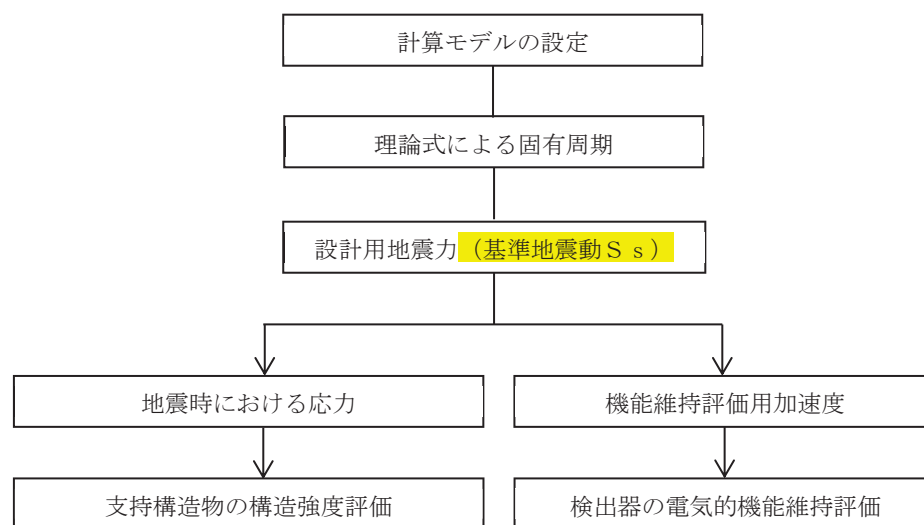 計算モデルの設定
理論式による固有周期
設計用地震力（基準地震動Ｓｓ）
地震時における応力
機能維持評価用加速度
支持構造物の構造強度評価
検出器の電気的機能維持評価